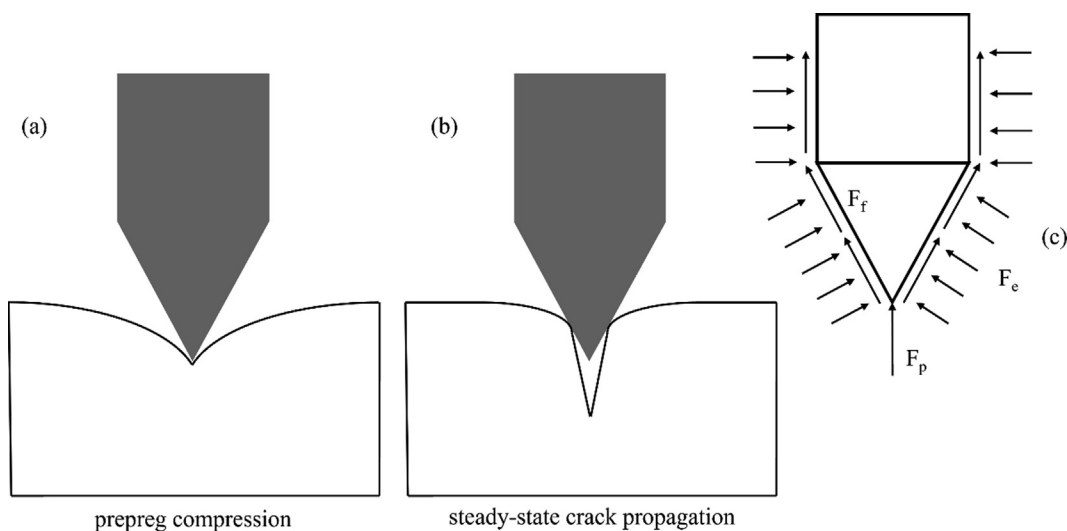 (a)
(b)
(c)
F_f
F_e
F_p
prepreg compression
steady-state crack propagation